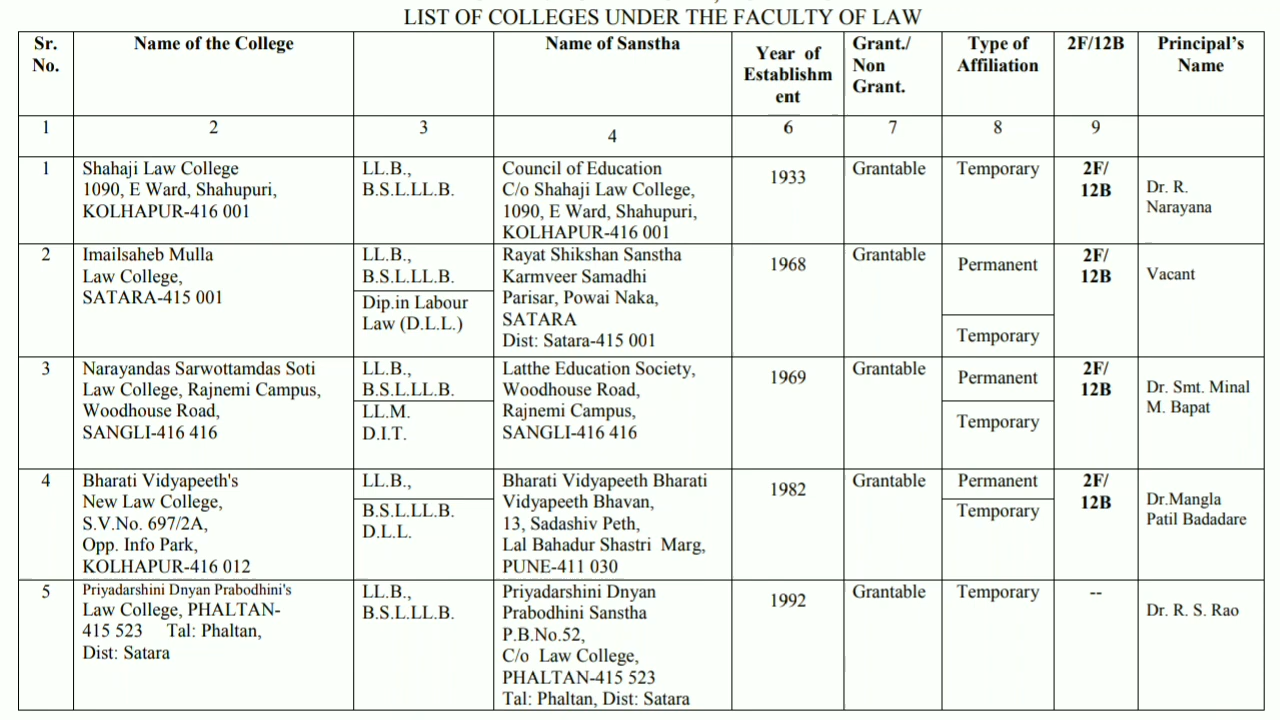 LIST OF COLLEGES UNDER THE FACULTY OF LAW
Sr. No.
Name of the College
Name of Sanstha
Year of
Establishm
ent
Grant./
Non
Grant.
Type of
Affiliation
2F/12B
Principal's
Name
1
2
3
4
6
7
8
9
1
Shahaji Law College
1090, E Ward, Shahupuri,
KOLHAPUR-416 001
LL.B.,
B.S.L.LL.B.
Council of Education
C/o Shahaji Law College,
1090, E Ward, Shahupuri,
KOLHAPUR-416 001
1933
Grantable
Temporary
2F/
12B
Dr. R.
Narayana
2
Imailsaheb Mulla
Law College,
SATARA-415 001
LL.B.,
B.S.L.LL.B.
Dip.in Labour
Law (D.L.L.)
Rayat Shikshan Sanstha
Karmveer Samadhi
Parisar, Powai Naka,
SATARA
Dist: Satara-415 001
1968
Grantable
Permanent
Temporary
2F/
12B
Vacant
3
Narayandas Sarwottamdas Soti
Law College, Rajnemi Campus,
Woodhouse Road,
SANGLI-416 416
LL.B.,
B.S.L.LL.B.
LL.M.
D.I.T.
Latthe Education Society,
Woodhouse Road,
Rajnemi Campus,
SANGLI-416 416
1969
Grantable
Permanent
Temporary
2F/
12B
Dr. Smt. Minal
M. Bapat
4
Bharati Vidyapeeth's
New Law College,
S.V.No. 697/2A,
Opp. Info Park,
KOLHAPUR-416 012
LL.B.,
B.S.L.LL.B.
D.L.L.
Bharati Vidyapeeth Bharati
Vidyapeeth Bhavan,
13, Sadashiv Peth,
Lal Bahadur Shastri Marg,
PUNE-411 030
1982
Grantable
Permanent
Temporary
2F/
12B
Dr.Mangla
Patil Badadare
5
Priyadarshini Dnyan Prabodhini's
Law College, PHALTAN-
415 523 Tal: Phaltan,
Dist: Satara
LL.B.,
B.S.L.LL.B.
Priyadarshini Dnyan
Prabodhini Sanstha
P.B.No.52,
C/o Law College,
PHALTAN-415 523
Tal: Phaltan, Dist: Satara
1992
Grantable
Temporary
--
Dr. R. S. Rao